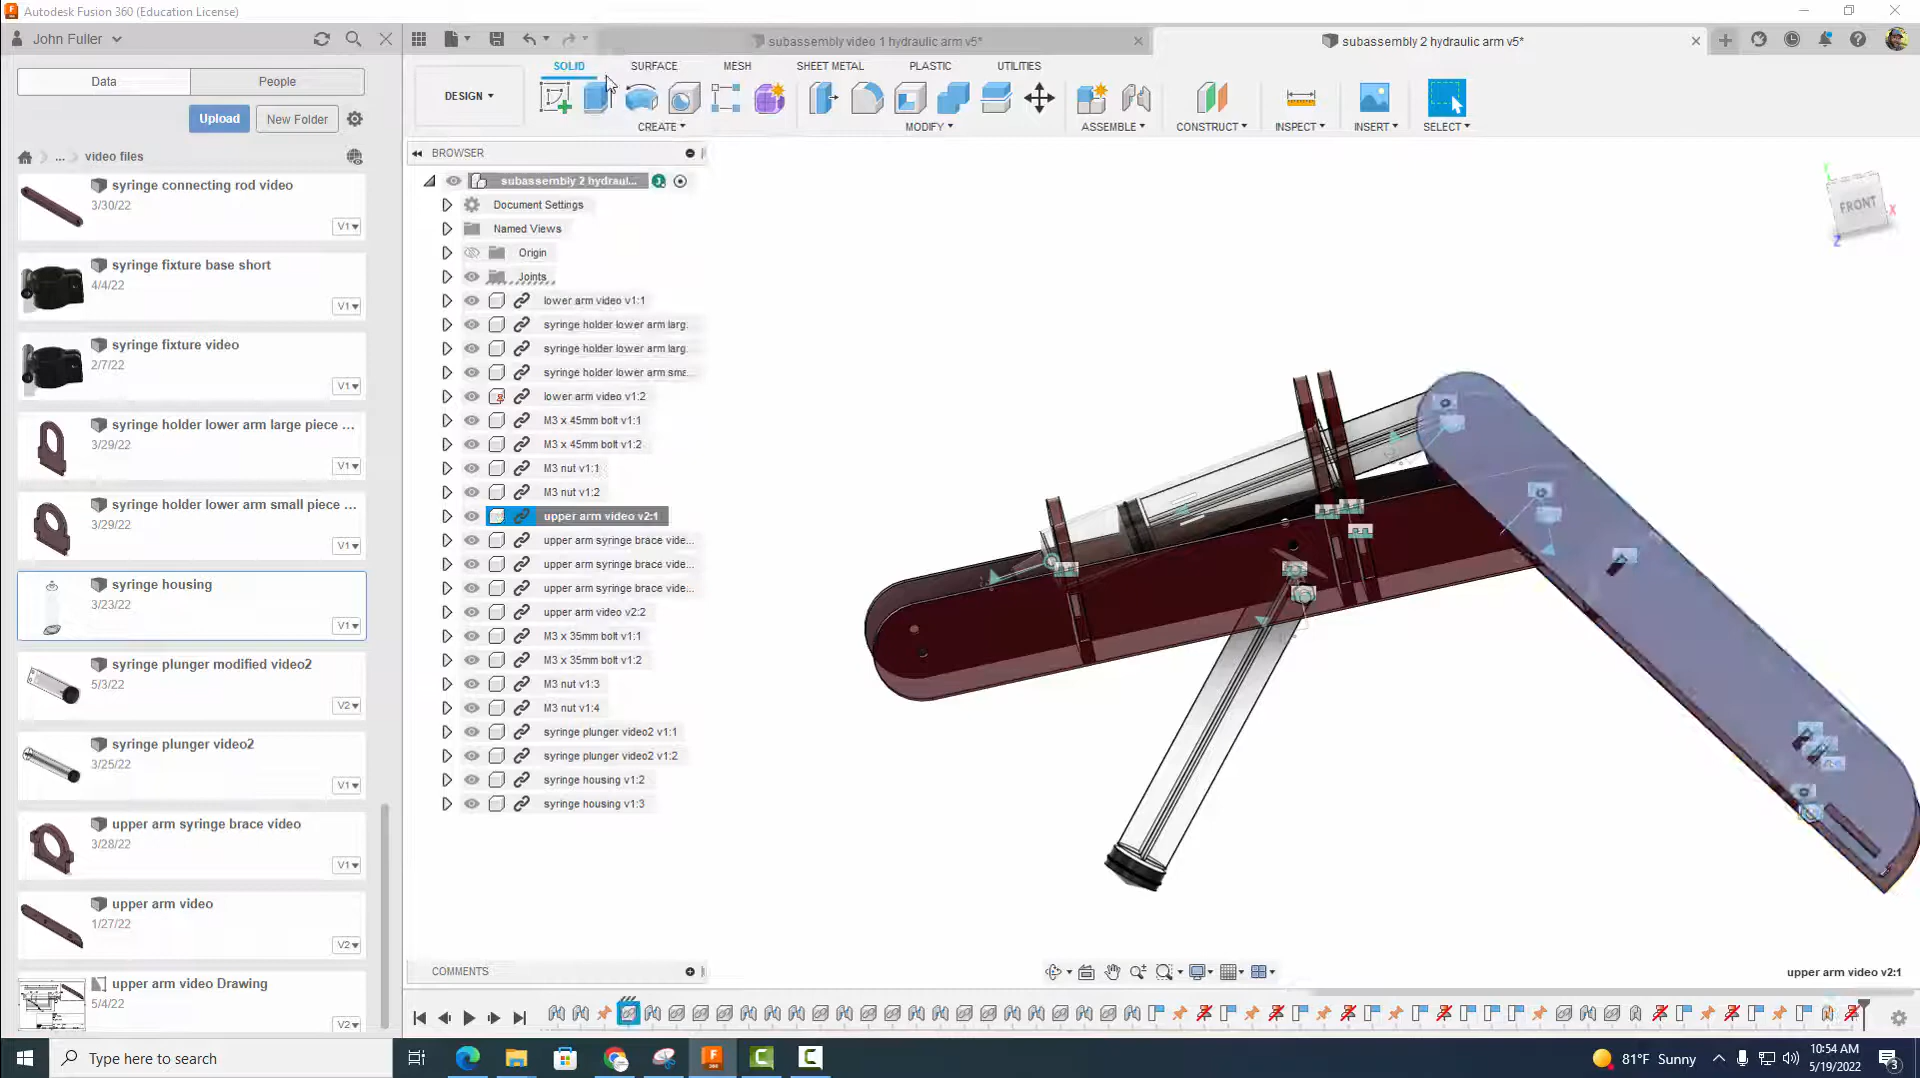 Autodesk Fusion 360 (Education License)
John Fuller
subassembly video 1 hydraulic arm v5*
subassembly 2 hydraulic arm v5*
Data
People
Upload
New Folder
... video files
DESIGN
SOLID
SURFACE
MESH
SHEET METAL
PLASTIC
UTILITIES
CREATE
MODIFY
ASSEMBLE
CONSTRUCT
INSPECT
INSERT
SELECT
syringe connecting rod video
3/30/22
V1
syringe fixture base short
4/4/22
V1
syringe fixture video
2/7/22
V1
syringe holder lower arm large piece ...
3/29/22
V1
syringe holder lower arm small piece ...
3/29/22
V1
syringe housing
3/23/22
V1
syringe plunger modified video2
5/3/22
V2
syringe plunger video2
3/25/22
V1
upper arm syringe brace video
3/28/22
V1
upper arm video
1/27/22
V2
upper arm video Drawing
5/4/22
V2
BROWSER
subassembly 2 hydraul...
Document Settings
Named Views
Origin
Joints
lower arm video v1:1
syringe holder lower arm larg.
syringe holder lower arm larg.
syringe holder lower arm sma...
lower arm video v1:2
M3 x 45mm bolt v1:1
M3 x 45mm bolt v1:2
M3 nut v1:1
M3 nut v1:2
upper arm video v2:1
upper arm syringe brace vide...
upper arm syringe brace vide...
upper arm syringe brace vide...
upper arm video v2:2
M3 x 35mm bolt v1:1
M3 x 35mm bolt v1:2
M3 nut v1:3
M3 nut v1:4
syringe plunger video2 v1:1
syringe plunger video2 v1:2
syringe housing v1:2
syringe housing v1:3
FRONT
X
Z
COMMENTS
upper arm video v2:1
Type here to search
F
360
C
C
81°F Sunny
10:54 AM
5/19/2022
3